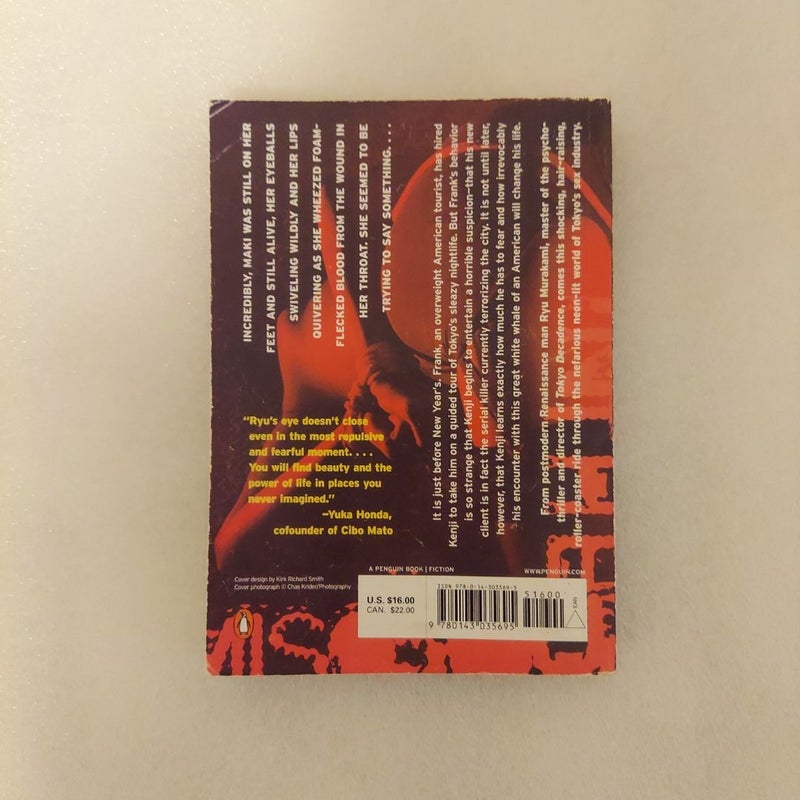 INCREDIBLY, MAKI WAS STILL ON HER
FEET AND STILL ALIVE, HER EYEBALLS
SWIVELING WILDLY AND HER LIPS
QUIVERING AS SHE WHEEZED FOAM-
FLECKED BLOOD FROM THE WOUND IN
HER THROAT. SHE SEEMED TO BE
TRYING TO SAY SOMETHING. . . .
It is just before New Year's. Frank, an overweight American tourist, has hired
Kenji to take him on a guided tour of Tokyo's sleazy nightlife. But Frank's behavior
is so strange that Kenji begins to entertain a horrible suspicion—that his new
client is in fact the serial killer currently terrorizing the city. It is not until later,
however, that Kenji learns exactly how much he has to fear and how irrevocably
his encounter with this great white whale of an American will change his life.
From postmodern Renaissance man Ryu Murakami, master of the psycho-
thriller and director of Tokyo Decadence, comes this shocking, hair-raising,
roller-coaster ride through the nefarious neon-lit world of Tokyo's sex industry.
"Ryu's eye doesn't close
even in the most repulsive
and fearful moment. . . .
You will find beauty and the
power of life in places you
never imagined."
—Yuka Honda,
cofounder of Cibo Mato
A PENGUIN BOOK | FICTION
WWW.PENGUIN.COM
Cover design by Kirk Richard Smith
Cover photograph © Chas Krider/Photography
U.S. $16.00
CAN. $22.00
ISBN 978-0-14-303569-5
51600
EAN
9 780143 035695